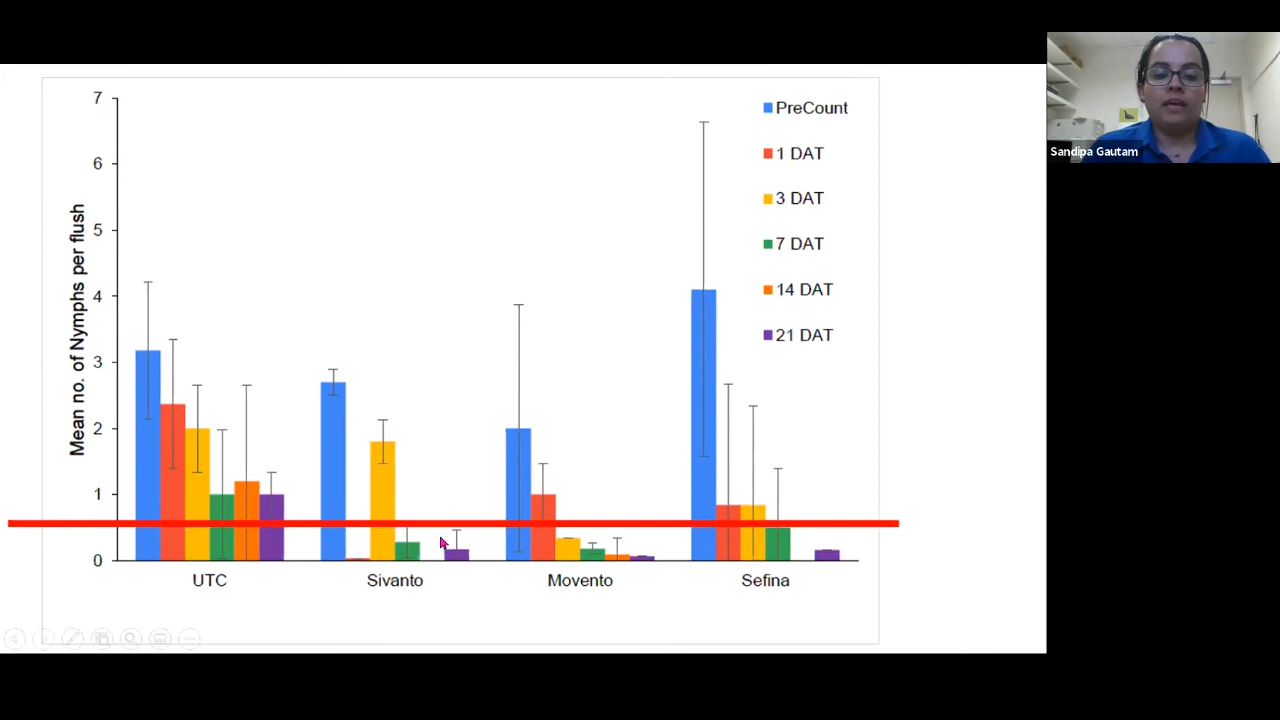 7
6
5
4
3
2
1
0
Mean no. of Nymphs per flush
PreCount
1 DAT
3 DAT
7 DAT
14 DAT
21 DAT
UTC
Sivanto
Movento
Sefina
Sandipa Gautam